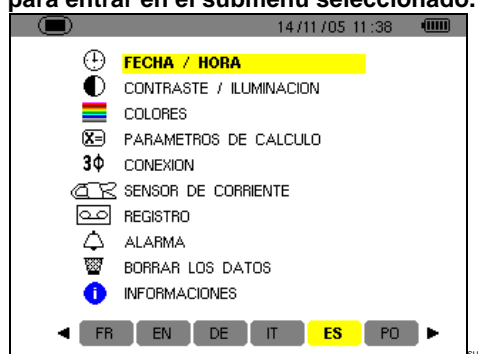 para entrar en el submenú seleccionado.
14/11/05 11:38
FECHA / HORA
CONTRASTE / ILUMINACION
COLORES
X= PARAMETROS DE CALCULO
3Φ CONEXION
SENSOR DE CORRIENTE
REGISTRO
ALARMA
BORRAR LOS DATOS
i INFORMACIONES
FR EN DE IT ES PO